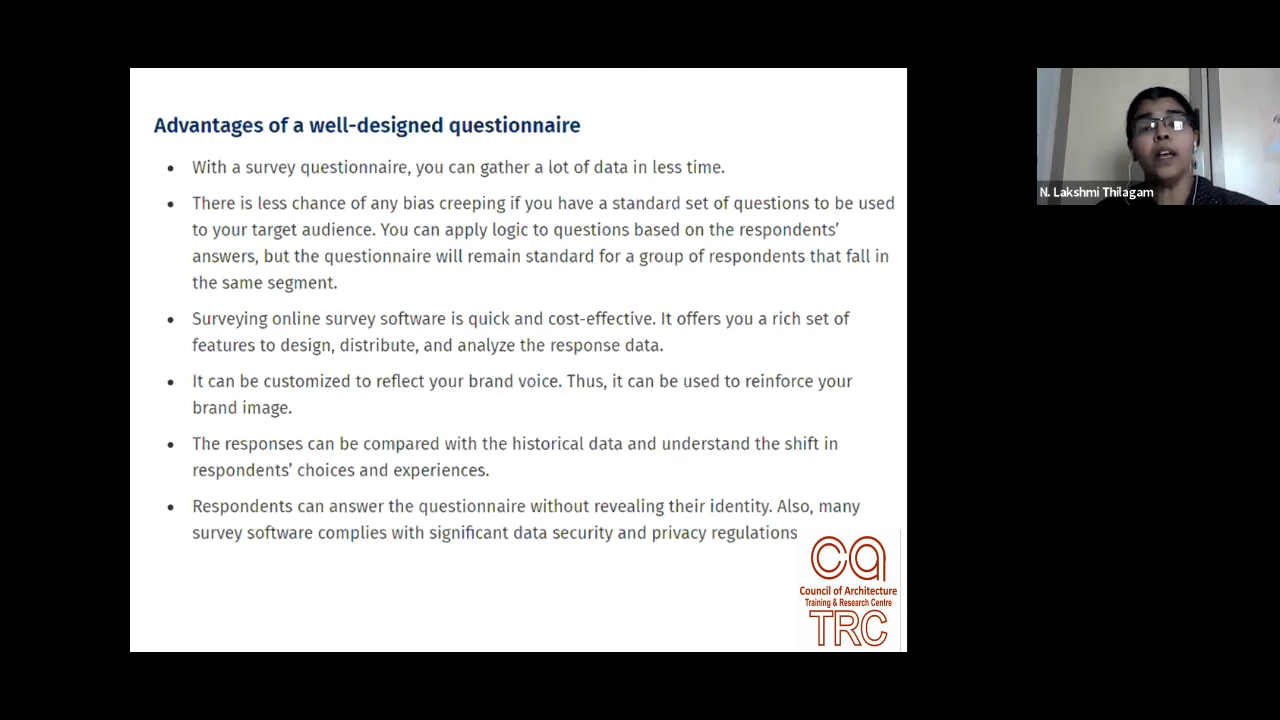 Advantages of a well-designed questionnaire
With a survey questionnaire, you can gather a lot of data in less time.
There is less chance of any bias creeping if you have a standard set of questions to be used
to your target audience. You can apply logic to questions based on the respondents'
answers, but the questionnaire will remain standard for a group of respondents that fall in
the same segment.
Surveying online survey software is quick and cost-effective. It offers you a rich set of
features to design, distribute, and analyze the response data.
It can be customized to reflect your brand voice. Thus, it can be used to reinforce your
brand image.
The responses can be compared with the historical data and understand the shift in
respondents' choices and experiences.
Respondents can answer the questionnaire without revealing their identity. Also, many
survey software complies with significant data security and privacy regulations
ca
Council of Architecture
Training & Research Centre
TRC
N. Lakshmi Thilagam